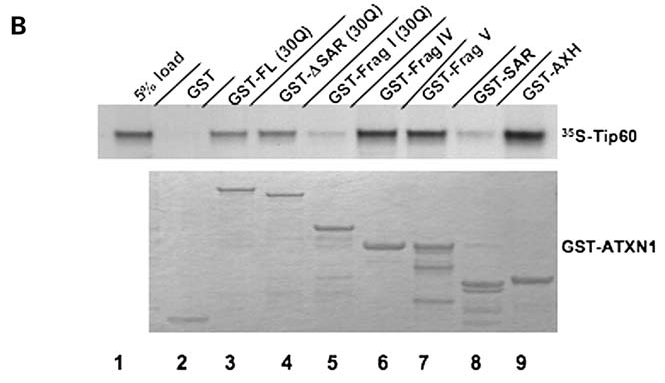 B
5% load
GST
GST-FL (30Q)
GST-ΔSAR (30Q)
GST-Frag I (30Q)
GST-Frag IV
GST-Frag V
GST-SAR
GST-AXH
³⁵S-Tip60
GST-ATXN1
1 2 3 4 5 6 7 8 9